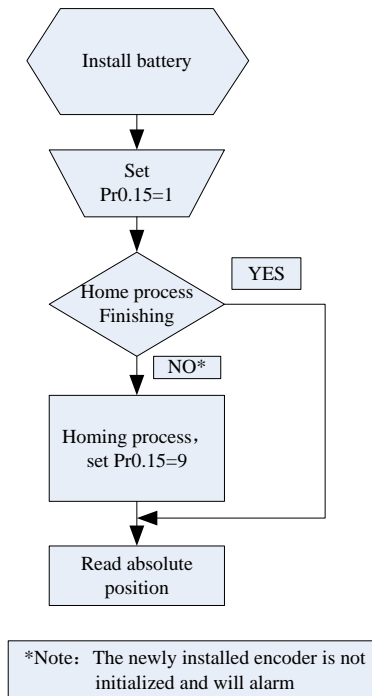 Install battery
Set
Pr0.15=1
Home process
Finishing
YES
NO*
Homing process，
set Pr0.15=9
Read absolute
position
*Note： The newly installed encoder is not
initialized and will alarm